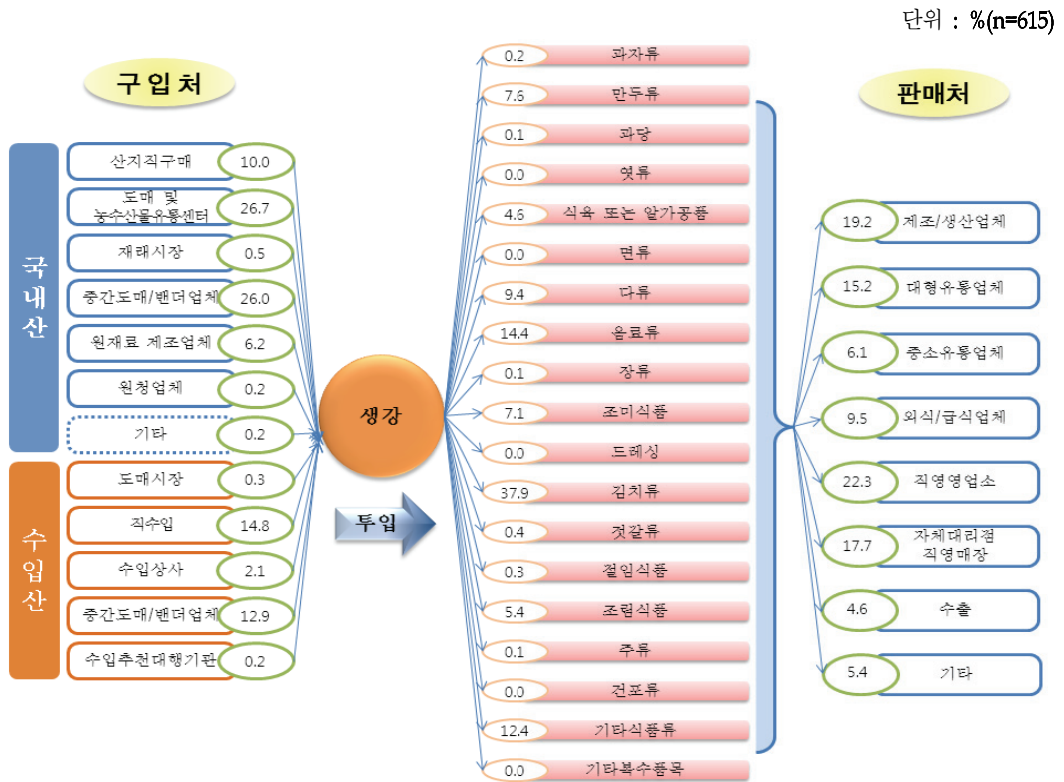 단위 : %(n=615)
구입처
국내산
산지직구매 10.0
도매 및
농수산물유통센터 26.7
재래시장 0.5
중간도매/밴더업체 26.0
원재료 제조업체 6.2
원청업체 0.2
기타 0.2
수입산
도매시장 0.3
직수입 14.8
수입상사 2.1
중간도매/밴더업체 12.9
수입추천대행기관 0.2
생강
투입
0.2 과자류
7.6 만두류
0.1 과당
0.0 엿류
4.6 식육 또는 알가공품
0.0 면류
9.4 다류
14.4 음료류
0.1 장류
7.1 조미식품
0.0 드레싱
37.9 김치류
0.4 젓갈류
0.3 절임식품
5.4 조림식품
0.1 주류
0.0 건포류
12.4 기타식품류
0.0 기타복수품목
판매처
19.2 제조/생산업체
15.2 대형유통업체
6.1 중소유통업체
9.5 외식/급식업체
22.3 직영영업소
17.7 자체대리점
직영매장
4.6 수출
5.4 기타